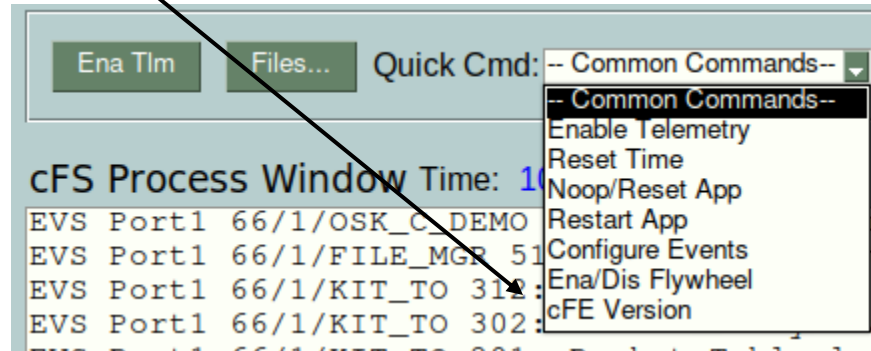 Ena Tlm Files... Quick Cmd: -- Common Commands--
-- Common Commands--
Enable Telemetry
Reset Time
Noop/Reset App
Restart App
Configure Events
Ena/Dis Flywheel
cFE Version
cFS Process Window Time: 10
EVS Port1 66/1/OSK_C_DEMO
EVS Port1 66/1/FILE_MGR 51
EVS Port1 66/1/KIT_TO 312:
EVS Port1 66/1/KIT_TO 302: